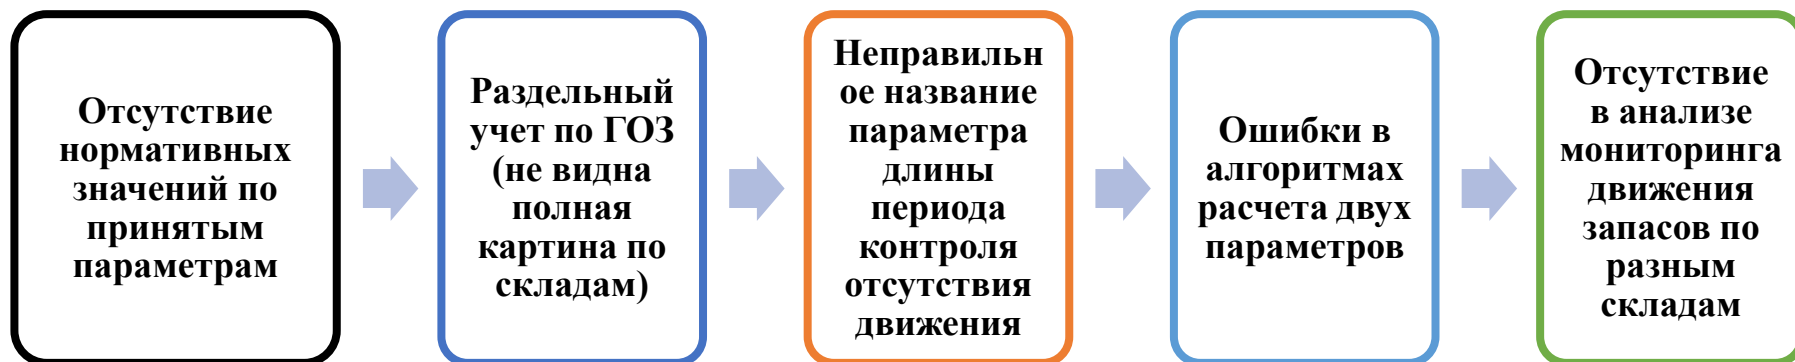 Отсутствие
нормативных
значений по
принятым
параметрам
Раздельный
учет по ГОЗ
(не видна
полная
картина по
складам)
Неправильн
ое название
параметра
длины
периода
контроля
отсутствия
движения
Ошибки в
алгоритмах
расчета двух
параметров
Отсутствие
в анализе
мониторинга
движения
запасов по
разным
складам